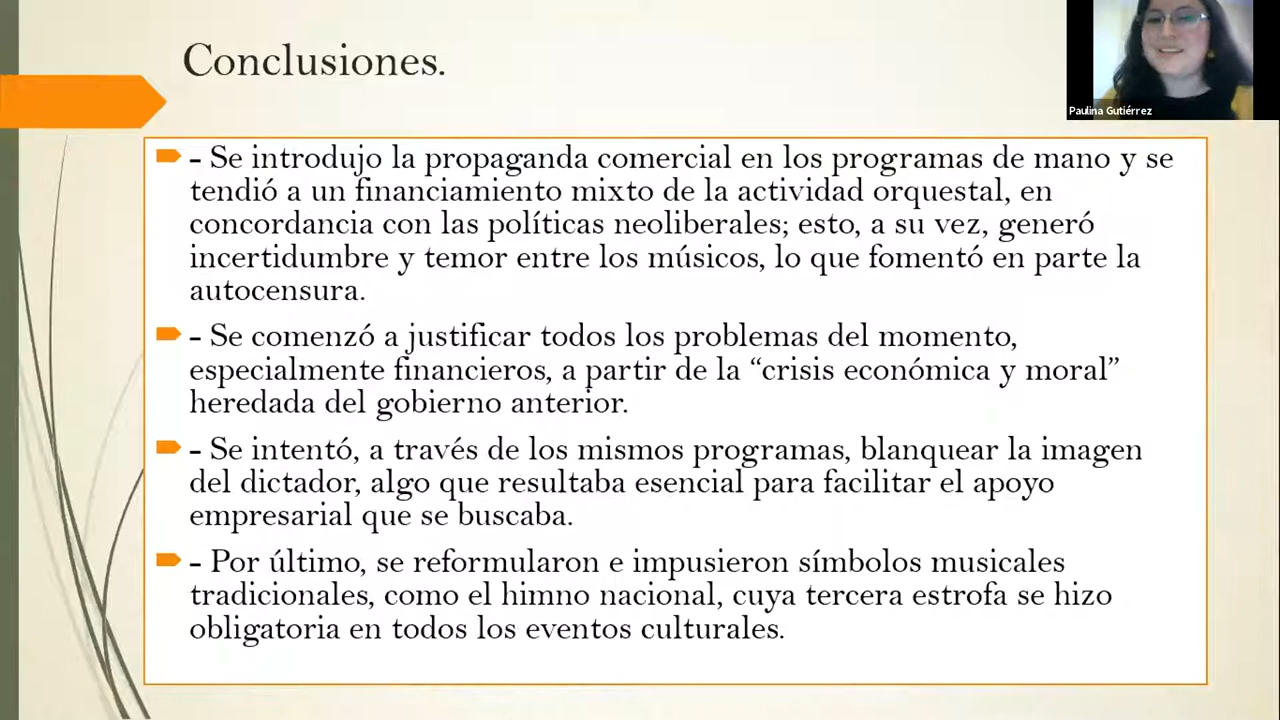 Conclusiones.
Paulina Gutiérrez
- Se introdujo la propaganda comercial en los programas de mano y se
tendió a un financiamiento mixto de la actividad orquestal, en
concordancia con las políticas neoliberales; esto, a su vez, generó
incertidumbre y temor entre los músicos, lo que fomentó en parte la
autocensura.
- Se comenzó a justificar todos los problemas del momento,
especialmente financieros, a partir de la “crisis económica y moral”
heredada del gobierno anterior.
- Se intentó, a través de los mismos programas, blanquear la imagen
del dictador, algo que resultaba esencial para facilitar el apoyo
empresarial que se buscaba.
- Por último, se reformularon e impusieron símbolos musicales
tradicionales, como el himno nacional, cuya tercera estrofa se hizo
obligatoria en todos los eventos culturales.